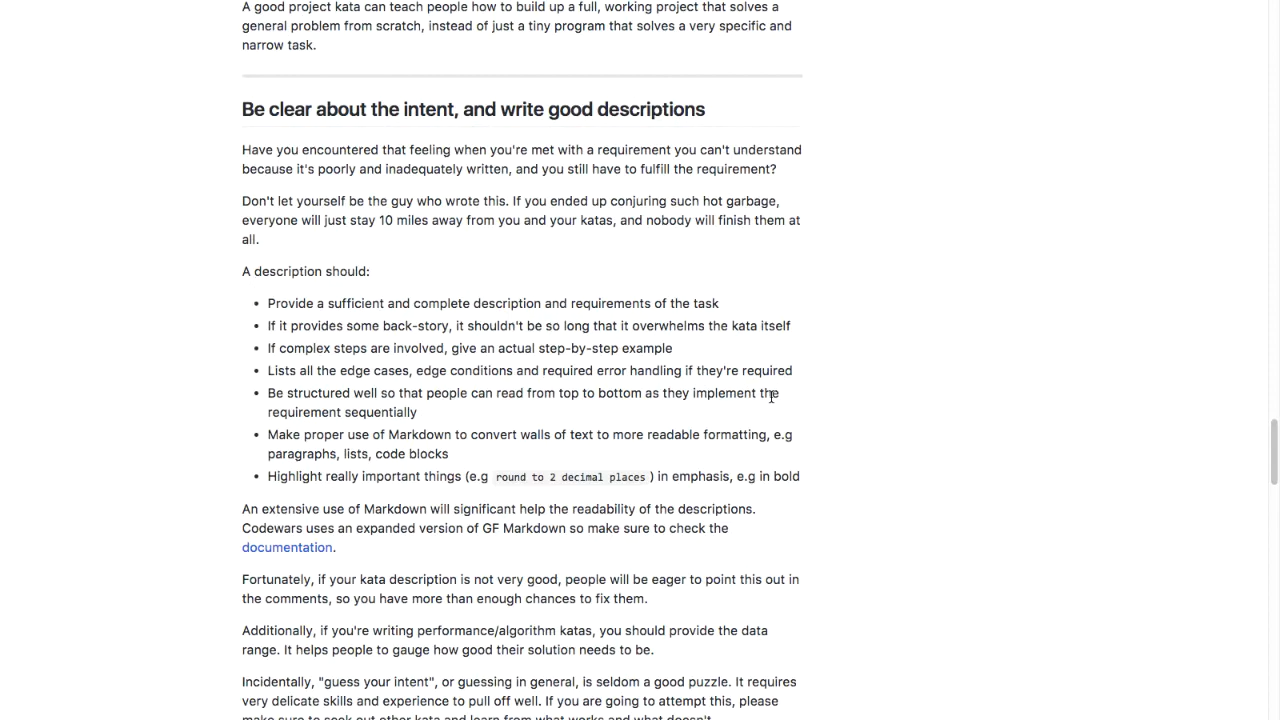 A good project kata can teach people how to build up a full, working project that solves a
general problem from scratch, instead of just a tiny program that solves a very specific and
narrow task.
Be clear about the intent, and write good descriptions
Have you encountered that feeling when you're met with a requirement you can't understand
because it's poorly and inadequately written, and you still have to fulfill the requirement?
Don't let yourself be the guy who wrote this. If you ended up conjuring such hot garbage,
everyone will just stay 10 miles away from you and your katas, and nobody will finish them at
all.
A description should:
• Provide a sufficient and complete description and requirements of the task
• If it provides some back-story, it shouldn't be so long that it overwhelms the kata itself
• If complex steps are involved, give an actual step-by-step example
• Lists all the edge cases, edge conditions and required error handling if they're required
• Be structured well so that people can read from top to bottom as they implement the
requirement sequentially
• Make proper use of Markdown to convert walls of text to more readable formatting, e.g
paragraphs, lists, code blocks
• Highlight really important things (e.g round to 2 decimal places ) in emphasis, e.g in bold
An extensive use of Markdown will significant help the readability of the descriptions.
Codewars uses an expanded version of GF Markdown so make sure to check the
documentation.
Fortunately, if your kata description is not very good, people will be eager to point this out in
the comments, so you have more than enough chances to fix them.
Additionally, if you're writing performance/algorithm katas, you should provide the data
range. It helps people to gauge how good their solution needs to be.
Incidentally, "guess your intent", or guessing in general, is seldom a good puzzle. It requires
very delicate skills and experience to pull off well. If you are going to attempt this, please
make sure to seek out other kata and learn from what works and what doesn't.